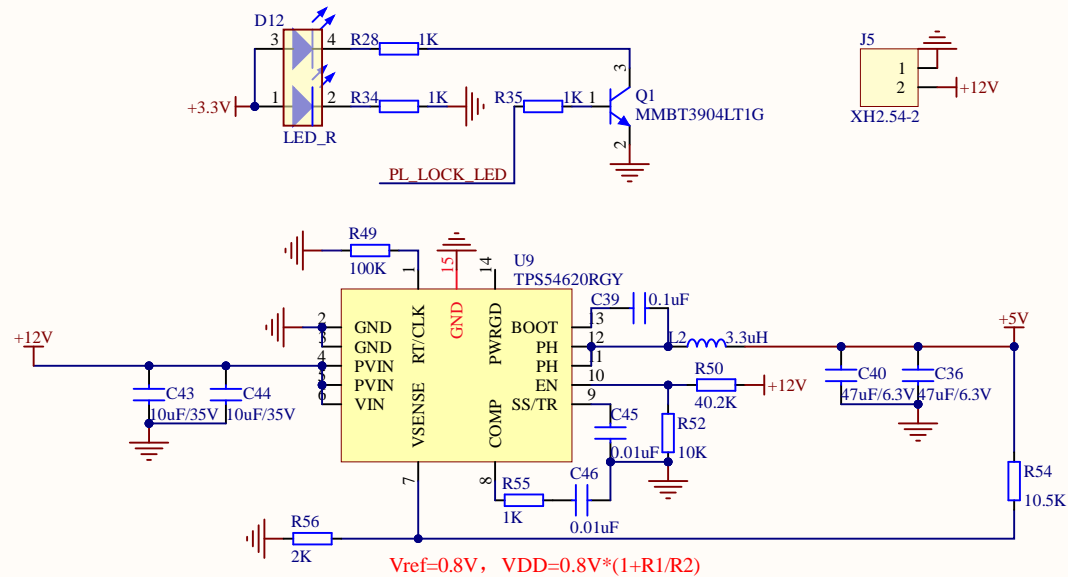 D12
3
4
R28
1K
+3.3V
1
2
R34
1K
LED_R
R35
1K
1
3
Q1
MMBT3904LT1G
2
PL_LOCK_LED
J5
1
2
+12V
XH2.54-2
R49
100K
1
15
14
U9
TPS54620RGY
GND
RT/CLK
PWRGD
VSENSE
COMP
2
GND
3
GND
4
PVIN
5
PVIN
6
VIN
BOOT
13
PH
12
PH
11
EN
10
SS/TR
9
7
8
+12V
C43
10uF/35V
C44
10uF/35V
C39
0.1uF
L2
3.3uH
+5V
R50
40.2K
+12V
C45
0.01uF
R52
10K
C40
47uF/6.3V
C36
47uF/6.3V
R54
10.5K
R55
1K
C46
0.01uF
R56
2K
Vref=0.8V，VDD=0.8V*(1+R1/R2)